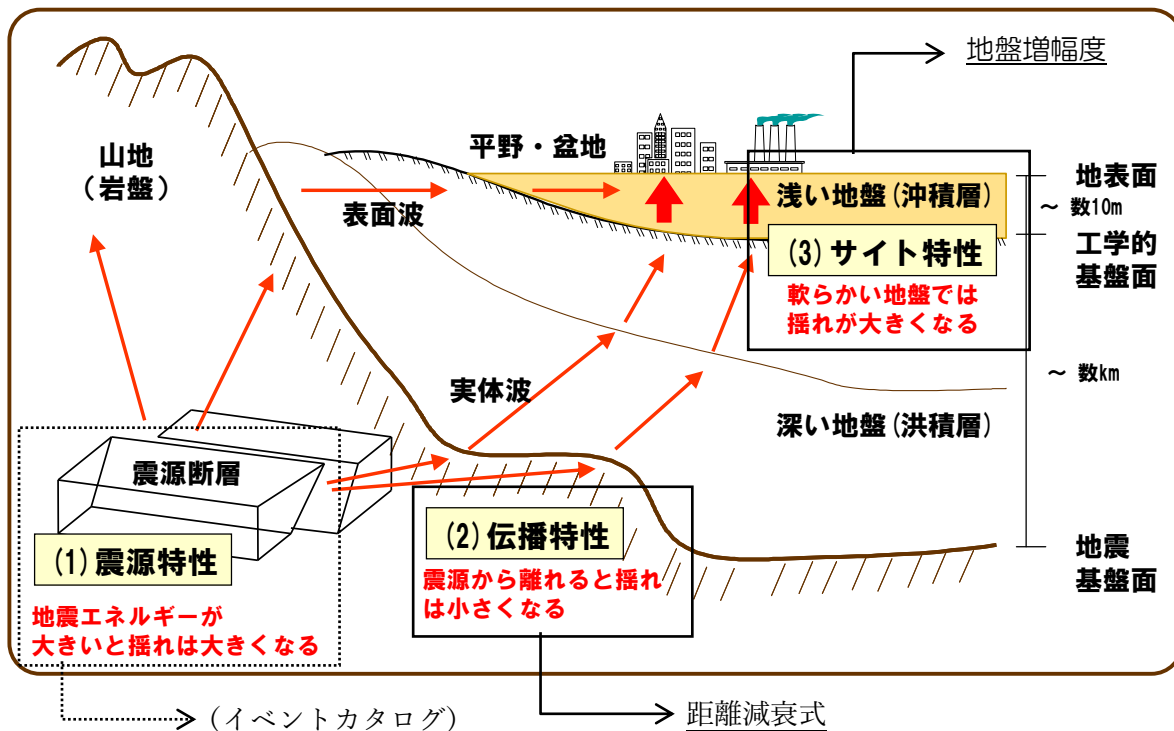 地盤増幅度
山地
(岩盤)
平野・盆地
表面波
浅い地盤(沖積層)
地表面
~ 数10m
工学的
基盤面
(3)サイト特性
軟らかい地盤では
揺れが大きくなる
~ 数km
実体波
深い地盤(洪積層)
震源断層
(1)震源特性
地震エネルギーが
大きいと揺れは大きくなる
(2)伝播特性
震源から離れると揺れ
は小さくなる
地震
基盤面
(イベントカタログ)
距離減衰式